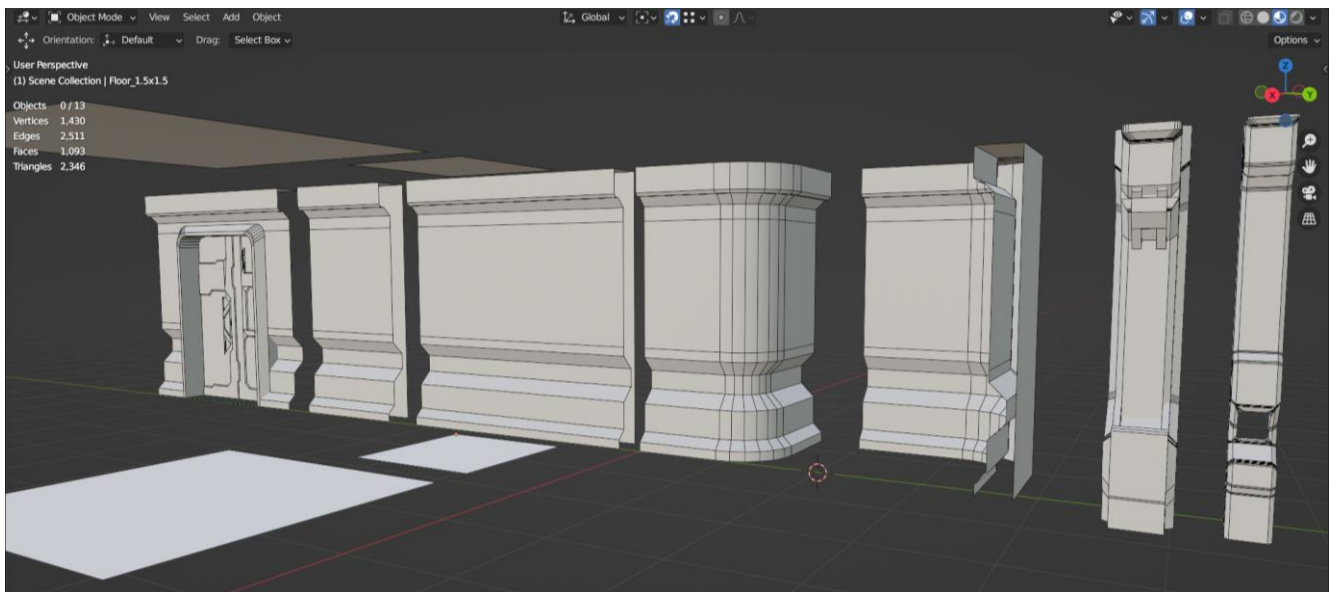 Object Mode View Select Add Object Global
Orientation: Default Drag: Select Box Options
User Perspective
(1) Scene Collection | Floor_1.5x1.5
Objects 0/13
Vertices 1,430
Edges 2,511
Faces 1,093
Triangles 2,346
Z
X
Y